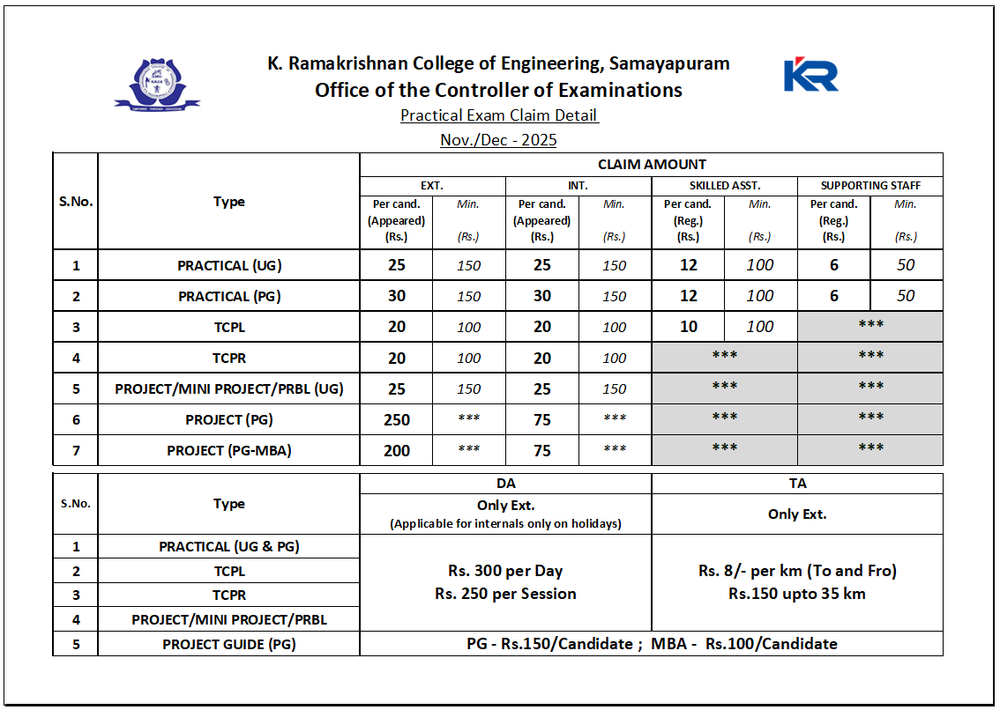 K. Ramakrishnan College of Engineering, Samayapuram
Office of the Controller of Examinations
Practical Exam Claim Detail
Nov./Dec - 2025
S.No. Type CLAIM AMOUNT
EXT. INT. SKILLED ASST. SUPPORTING STAFF
Per cand. (Appeared) (Rs.) Min. (Rs.) Per cand. (Appeared) (Rs.) Min. (Rs.) Per cand. (Reg.) (Rs.) Min. (Rs.) Per cand. (Reg.) (Rs.) Min. (Rs.)
1 PRACTICAL (UG) 25 150 25 150 12 100 6 50
2 PRACTICAL (PG) 30 150 30 150 12 100 6 50
3 TCPL 20 100 20 100 10 100 ***
4 TCPR 20 100 20 100 *** ***
5 PROJECT/MINI PROJECT/PRBL (UG) 25 150 25 150 *** ***
6 PROJECT (PG) 250 *** 75 *** *** ***
7 PROJECT (PG-MBA) 200 *** 75 *** *** ***
S.No. Type DA TA
Only Ext. (Applicable for internals only on holidays) Only Ext.
1 PRACTICAL (UG & PG)
2 TCPL
3 TCPR
4 PROJECT/MINI PROJECT/PRBL
Rs. 300 per Day
Rs. 250 per Session
Rs. 8/- per km (To and Fro)
Rs.150 upto 35 km
5 PROJECT GUIDE (PG) PG - Rs.150/Candidate ; MBA - Rs.100/Candidate